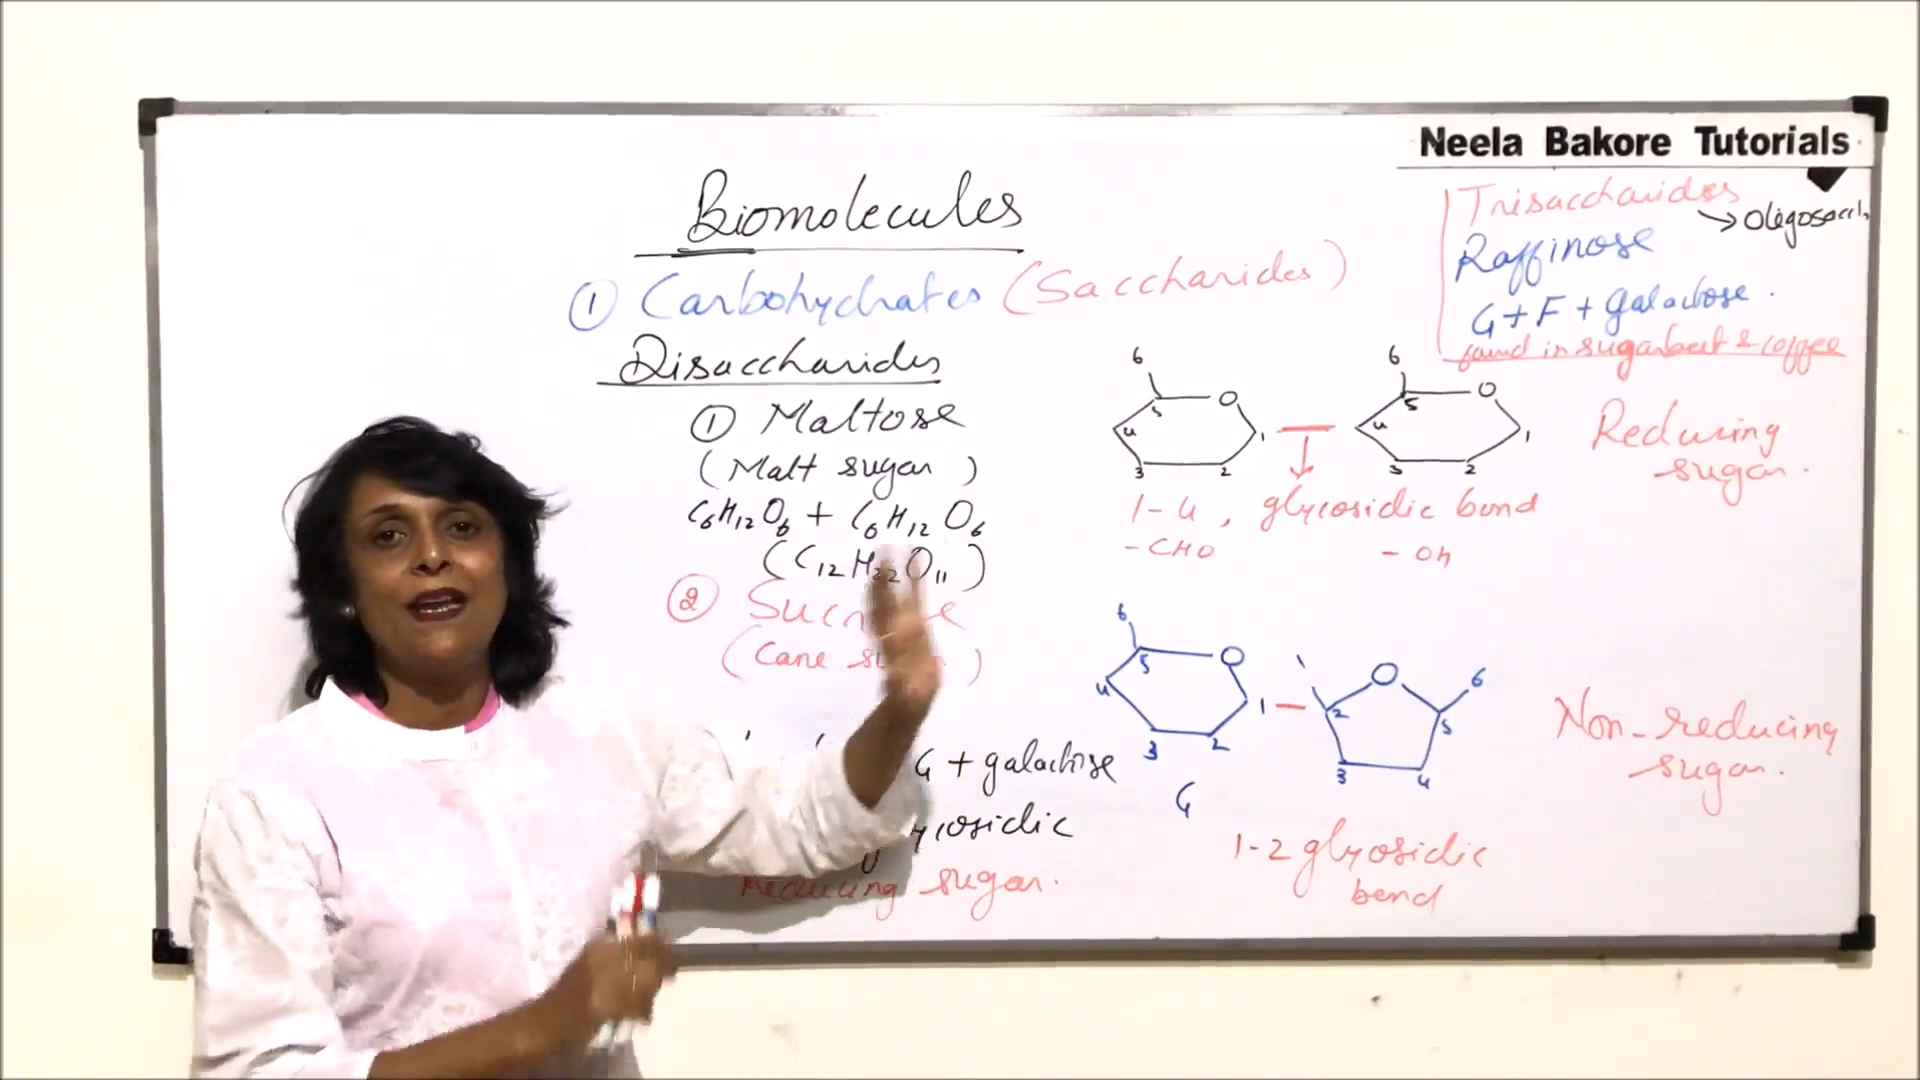 Neela Bakore Tutorials
Biomolecules
① Carbohydrates (Saccharides)
Disaccharides
① Maltose
(Malt sugar)
C6H12O6 + C6H12O6
(C12H22O11)
② Suc
(Cane s )
G + galactose
ycosidic
Reducing sugar.
Trisaccharides
→ Oligosacch
Raffinose
G + F + galactose.
found in sugarbeet & coffee
6
5 O
4 1
3 2
6
5 O
4 1
3 2
Reducing
sugar.
1-4, glycosidic bond
-CHO -OH
6
5 O
4 1
3 2
G
O 6
2 5
3 4
Non-reducing
sugar.
1-2 glyosidic
bond